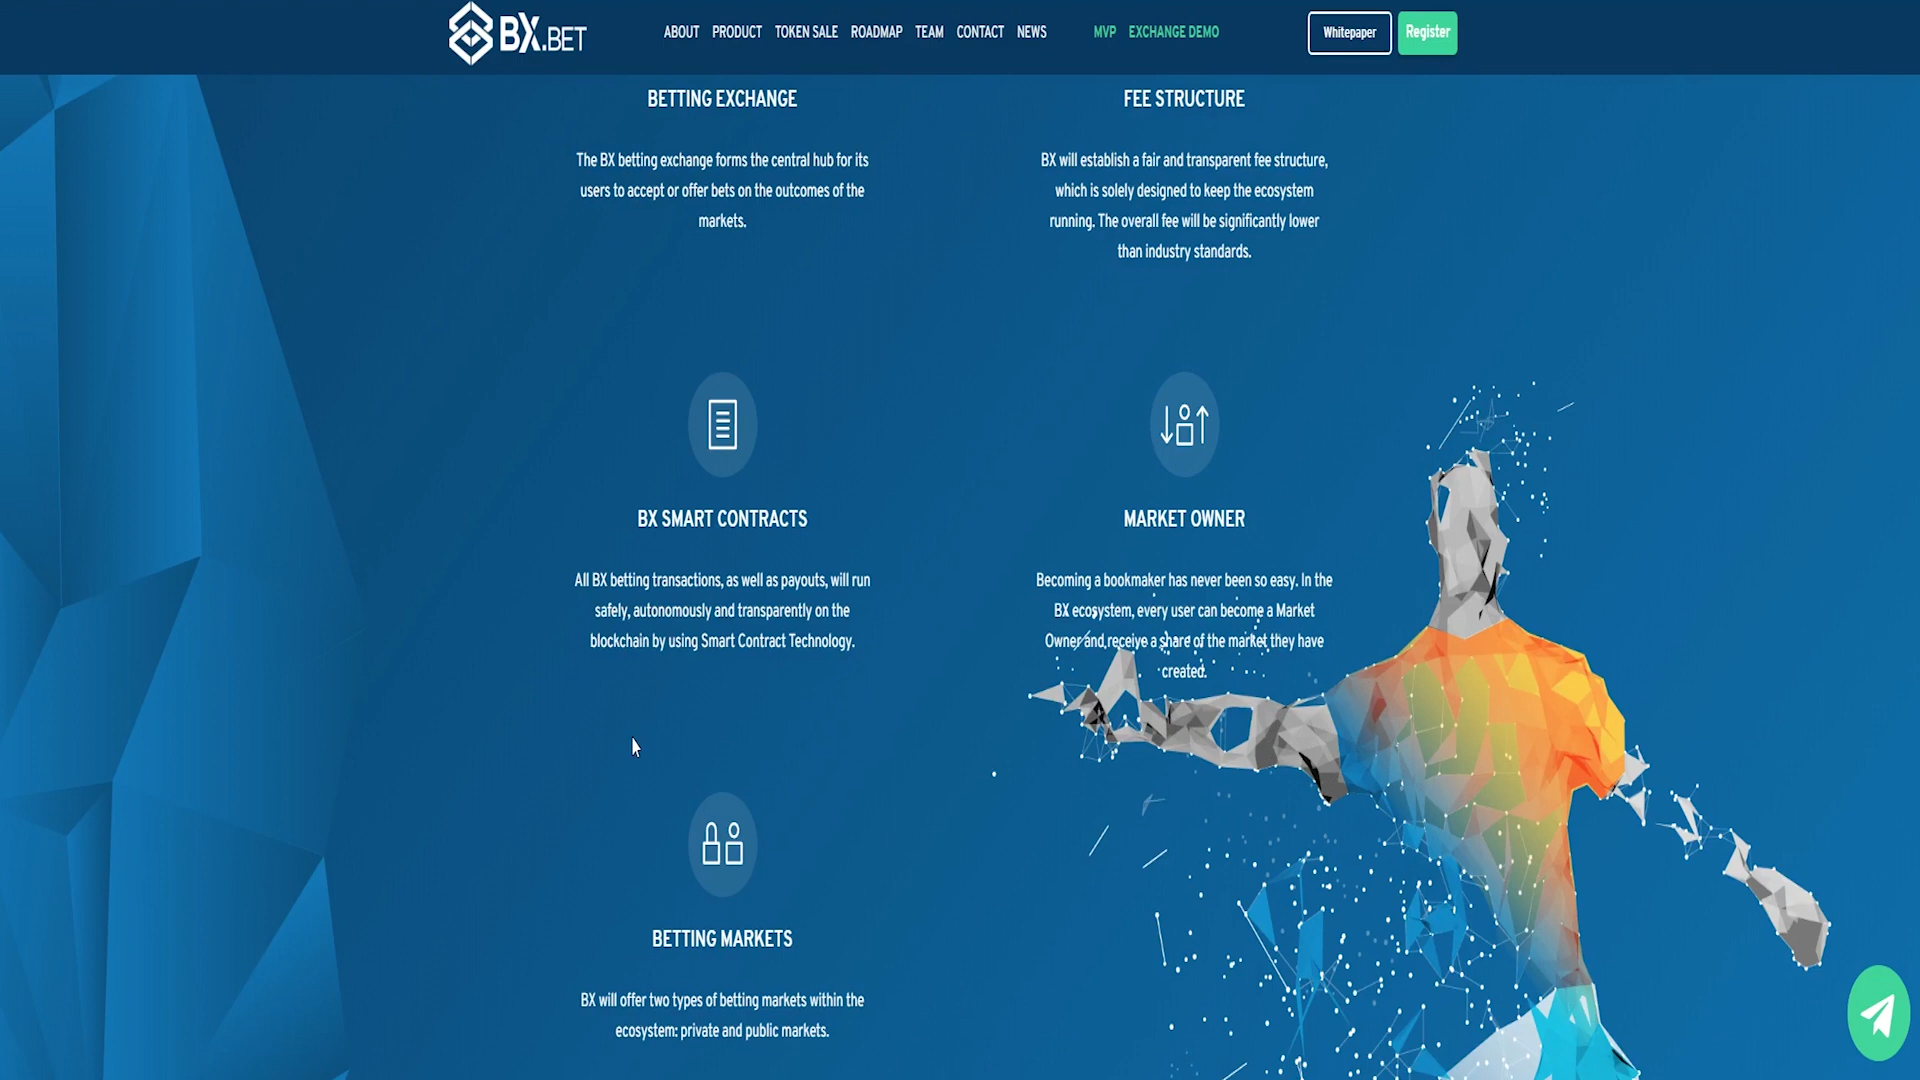 BX.BET
ABOUT PRODUCT TOKEN SALE ROADMAP TEAM CONTACT NEWS MVP EXCHANGE DEMO Whitepaper Register
BETTING EXCHANGE
The BX betting exchange forms the central hub for its
users to accept or offer bets on the outcomes of the
markets.
FEE STRUCTURE
BX will establish a fair and transparent fee structure,
which is solely designed to keep the ecosystem
running. The overall fee will be significantly lower
than industry standards.
BX SMART CONTRACTS
All BX betting transactions, as well as payouts, will run
safely, autonomously and transparently on the
blockchain by using Smart Contract Technology.
MARKET OWNER
Becoming a bookmaker has never been so easy. In the
BX ecosystem, every user can become a Market
Owner and receive a share of the market they have
created.
BETTING MARKETS
BX will offer two types of betting markets within the
ecosystem: private and public markets.